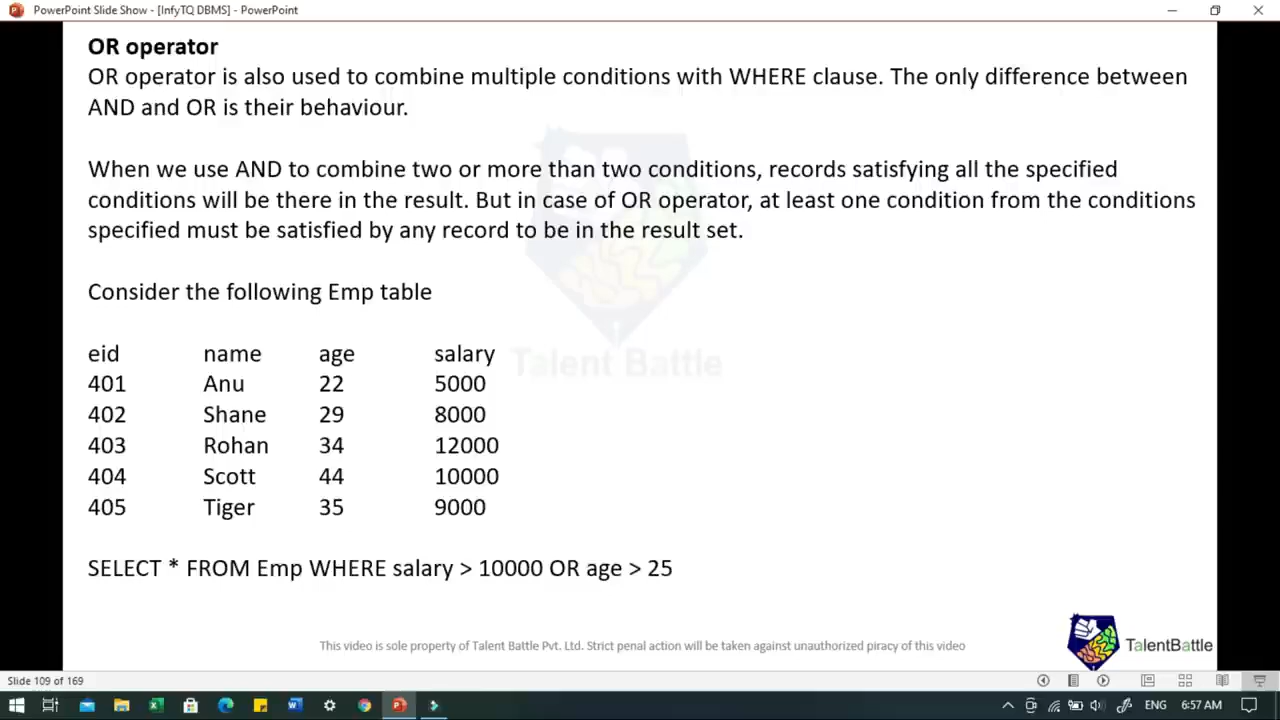 PowerPoint Slide Show - [InfyTQ DBMS] - PowerPoint
OR operator
OR operator is also used to combine multiple conditions with WHERE clause. The only difference between
AND and OR is their behaviour.
When we use AND to combine two or more than two conditions, records satisfying all the specified
conditions will be there in the result. But in case of OR operator, at least one condition from the conditions
specified must be satisfied by any record to be in the result set.
Consider the following Emp table
eid name age salary
401 Anu 22 5000
402 Shane 29 8000
403 Rohan 34 12000
404 Scott 44 10000
405 Tiger 35 9000
SELECT * FROM Emp WHERE salary > 10000 OR age > 25
Talent Battle
This video is sole property of Talent Battle Pvt. Ltd. Strict penal action will be taken against unauthorized piracy of this video
TalentBattle
Slide 109 of 169
ENG 6:57 AM